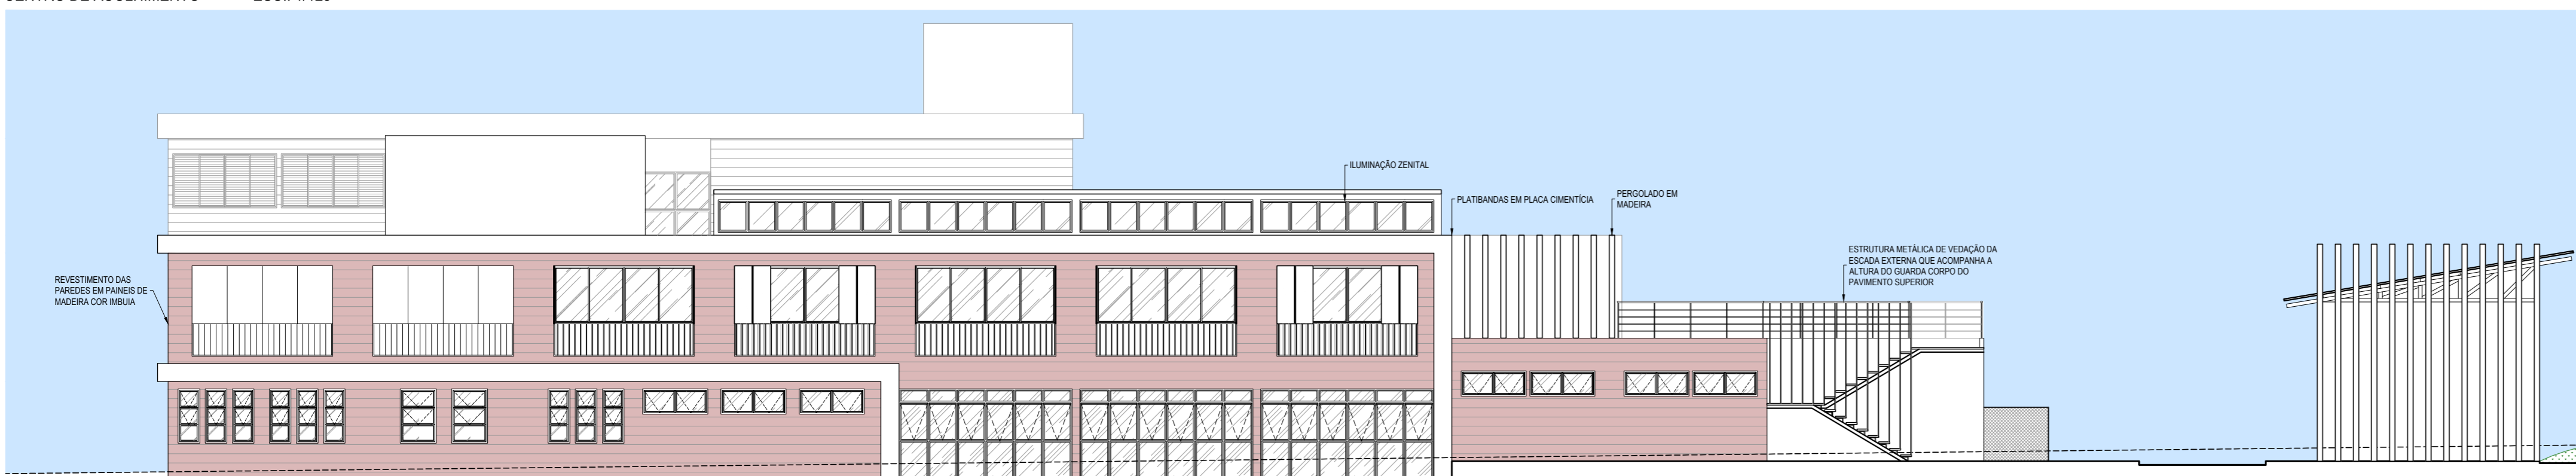 ILUMINAÇÃO ZENITAL
PLATIBANDAS EM PLACA CIMENTÍCIA
PERGOLADO EM
MADEIRA
ESTRUTURA METÁLICA DE VEDAÇÃO DA
ESCADA EXTERNA QUE ACOMPANHA A
ALTURA DO GUARDA CORPO DO
PAVIMENTO SUPERIOR
REVESTIMENTO DAS
PAREDES EM PAINEIS DE
MADEIRA COR IMBUIA